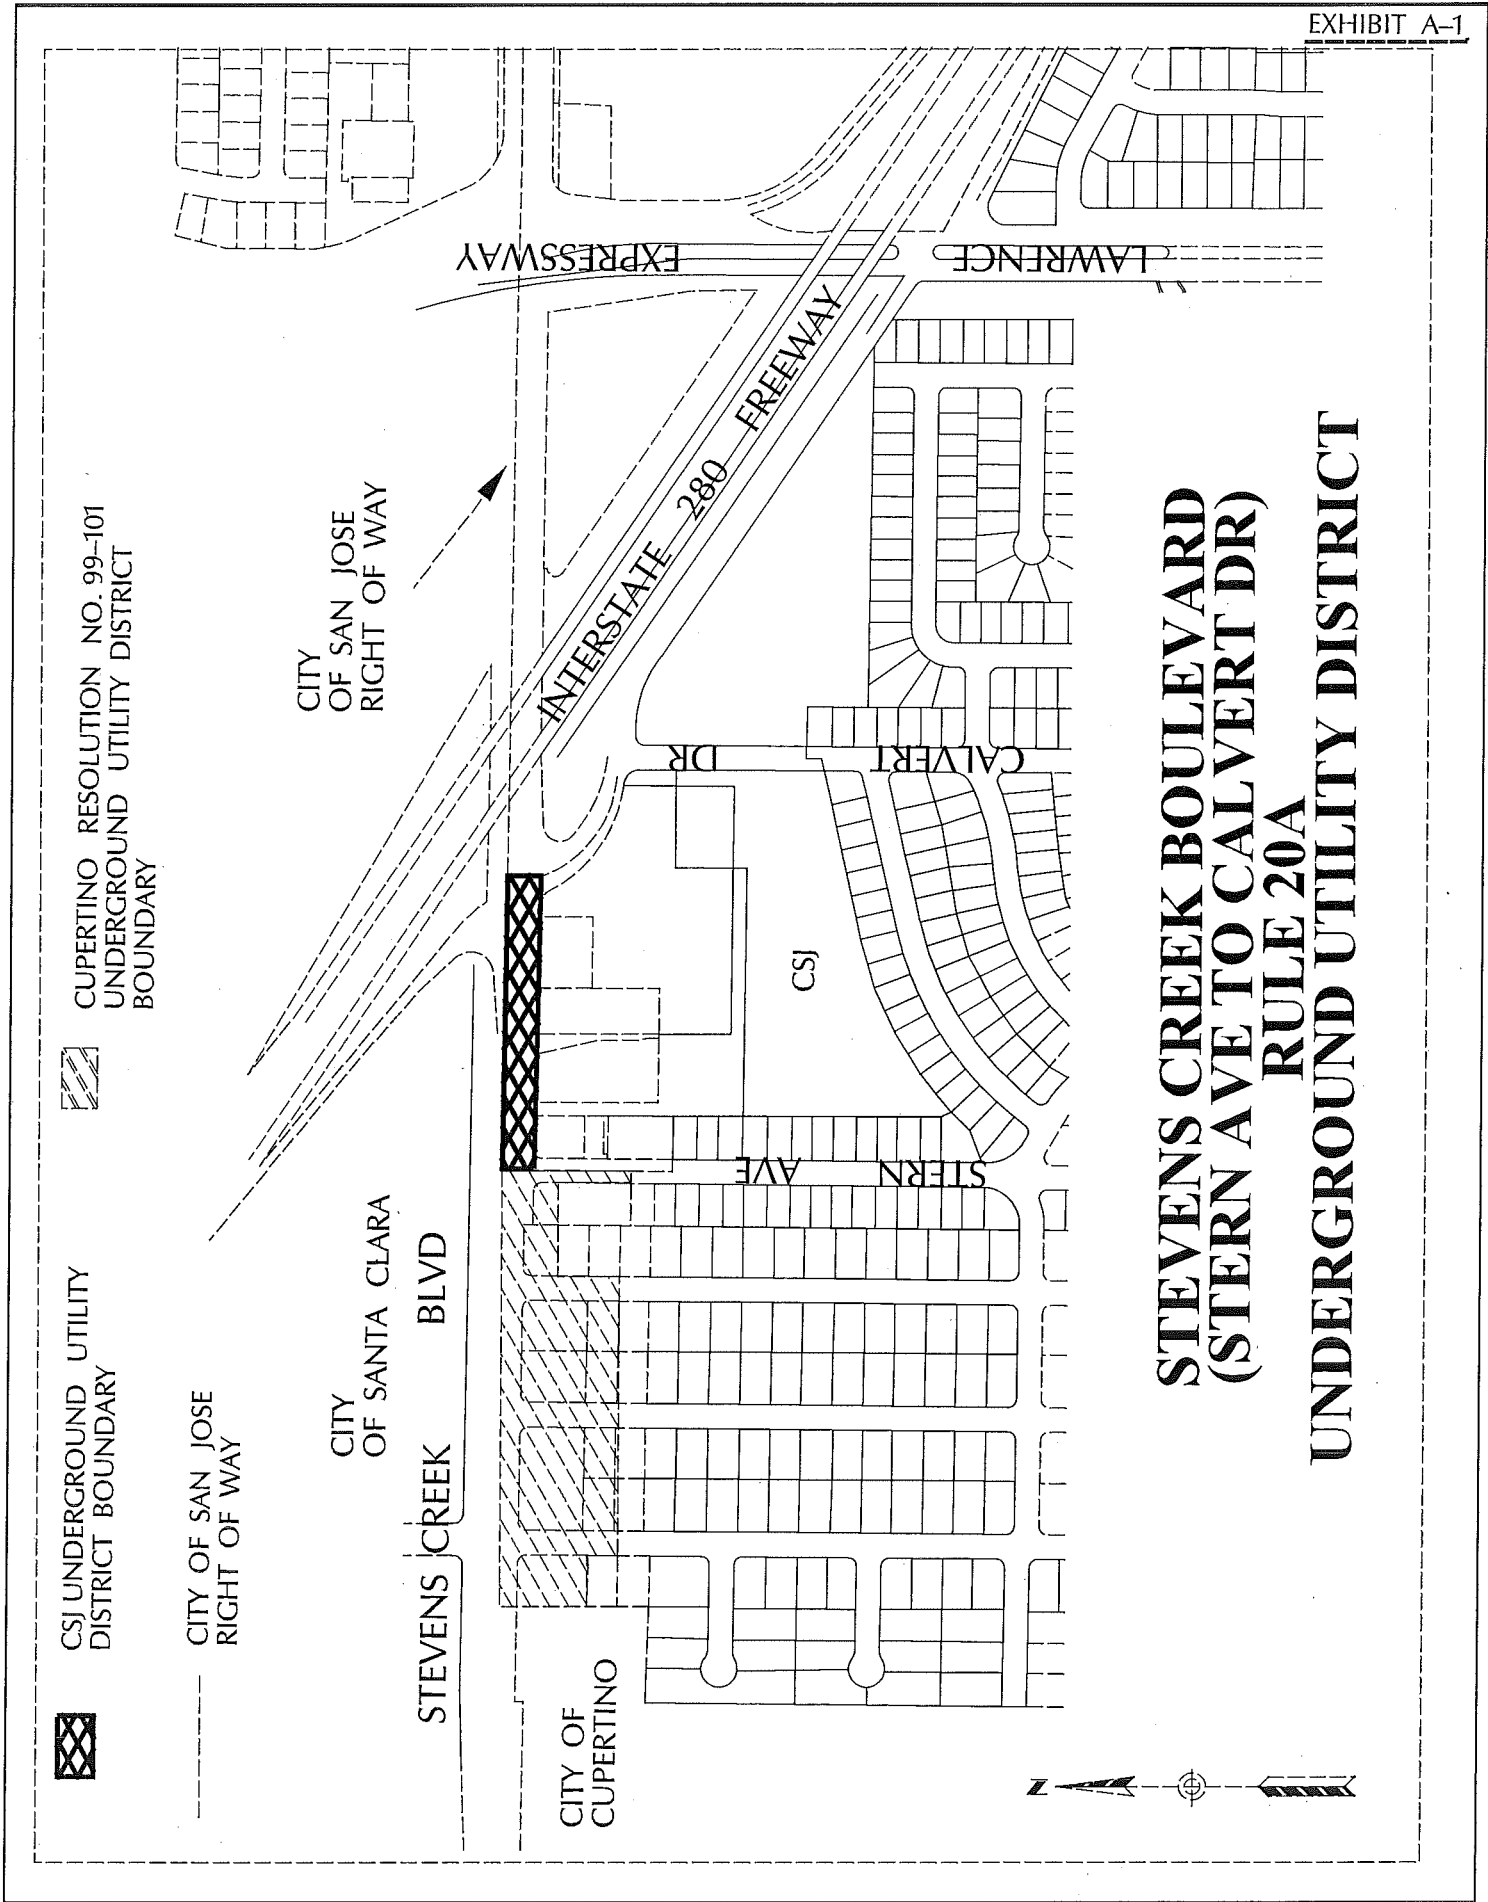 EXHIBIT A-1
CSJ UNDERGROUND UTILITY
DISTRICT BOUNDARY
CUPERTINO RESOLUTION NO. 99-101
UNDERGROUND UTILITY DISTRICT
BOUNDARY
CITY OF SAN JOSE
RIGHT OF WAY
CITY
OF SANTA CLARA
CITY
OF SAN JOSE
RIGHT OF WAY
STEVENS CREEK BLVD
CITY OF
CUPERTINO
INTERSTATE 280 FREEWAY
LAWRENCE EXPRESSWAY
CALVERT DR
STERN AVE
CSJ
N
STEVENS CREEK BOULEVARD
(STERN AVE TO CALVERT DR)
RULE 20A
UNDERGROUND UTILITY DISTRICT